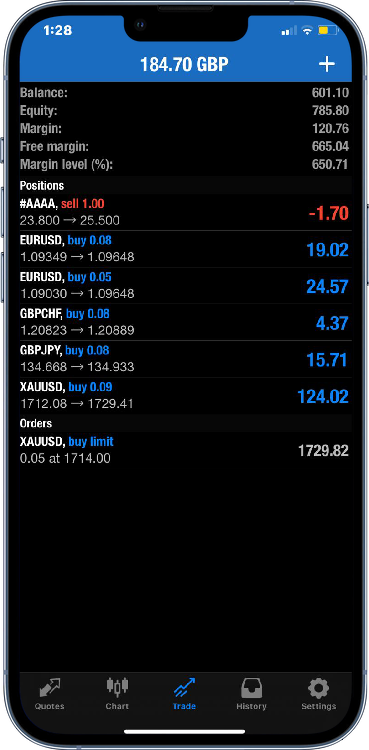 1:28
184.70 GBP +
Balance: 601.10
Equity: 785.80
Margin: 120.76
Free margin: 665.04
Margin level (%): 650.71
Positions
#AAAA, sell 1.00
23.800 → 25.500 -1.70
EURUSD, buy 0.08
1.09349 → 1.09648 19.02
EURUSD, buy 0.05
1.09030 → 1.09648 24.57
GBPCHF, buy 0.08
1.20823 → 1.20889 4.37
GBPJPY, buy 0.08
134.668 → 134.933 15.71
XAUUSD, buy 0.09
1712.08 → 1729.41 124.02
Orders
XAUUSD, buy limit
0.05 at 1714.00 1729.82
Quotes Chart Trade History Settings